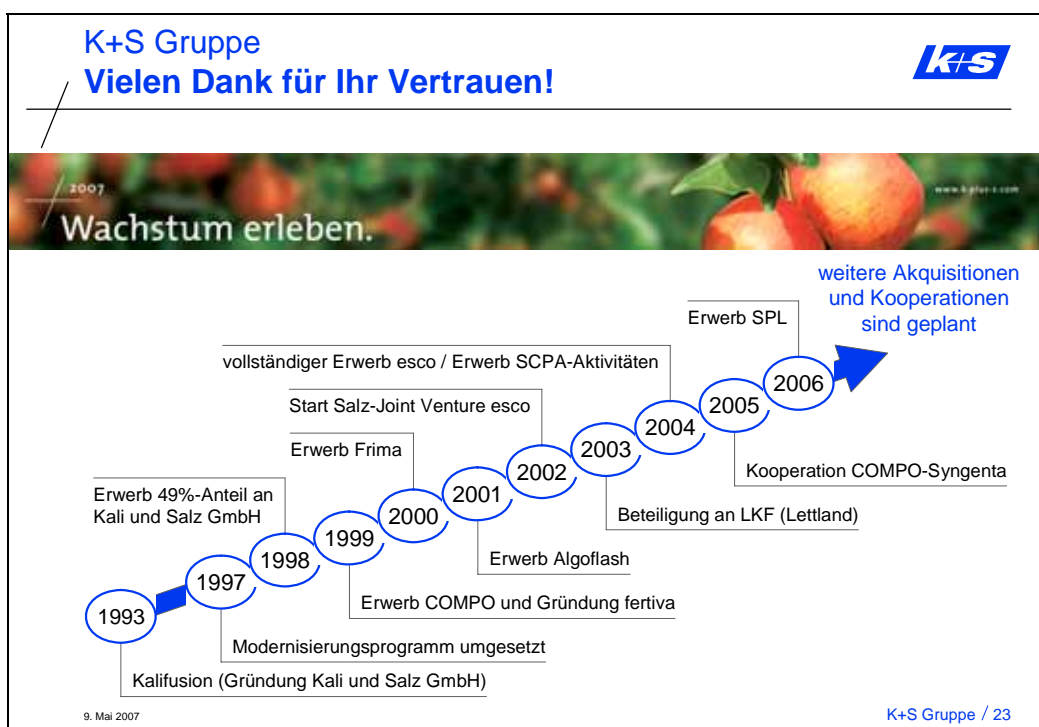 K+S Gruppe
Vielen Dank für Ihr Vertrauen!
K+S
2007
www.k-plus-s.com
Wachstum erleben.
weitere Akquisitionen
und Kooperationen
sind geplant
Erwerb SPL
vollständiger Erwerb esco / Erwerb SCPA-Aktivitäten
Start Salz-Joint Venture esco
Erwerb Frima
Erwerb 49%-Anteil an
Kali und Salz GmbH
1993
1997
1998
1999
2000
2001
2002
2003
2004
2005
2006
Kooperation COMPO-Syngenta
Beteiligung an LKF (Lettland)
Erwerb Algoflash
Erwerb COMPO und Gründung fertiva
Modernisierungsprogramm umgesetzt
Kalifusion (Gründung Kali und Salz GmbH)
9. Mai 2007
K+S Gruppe / 23